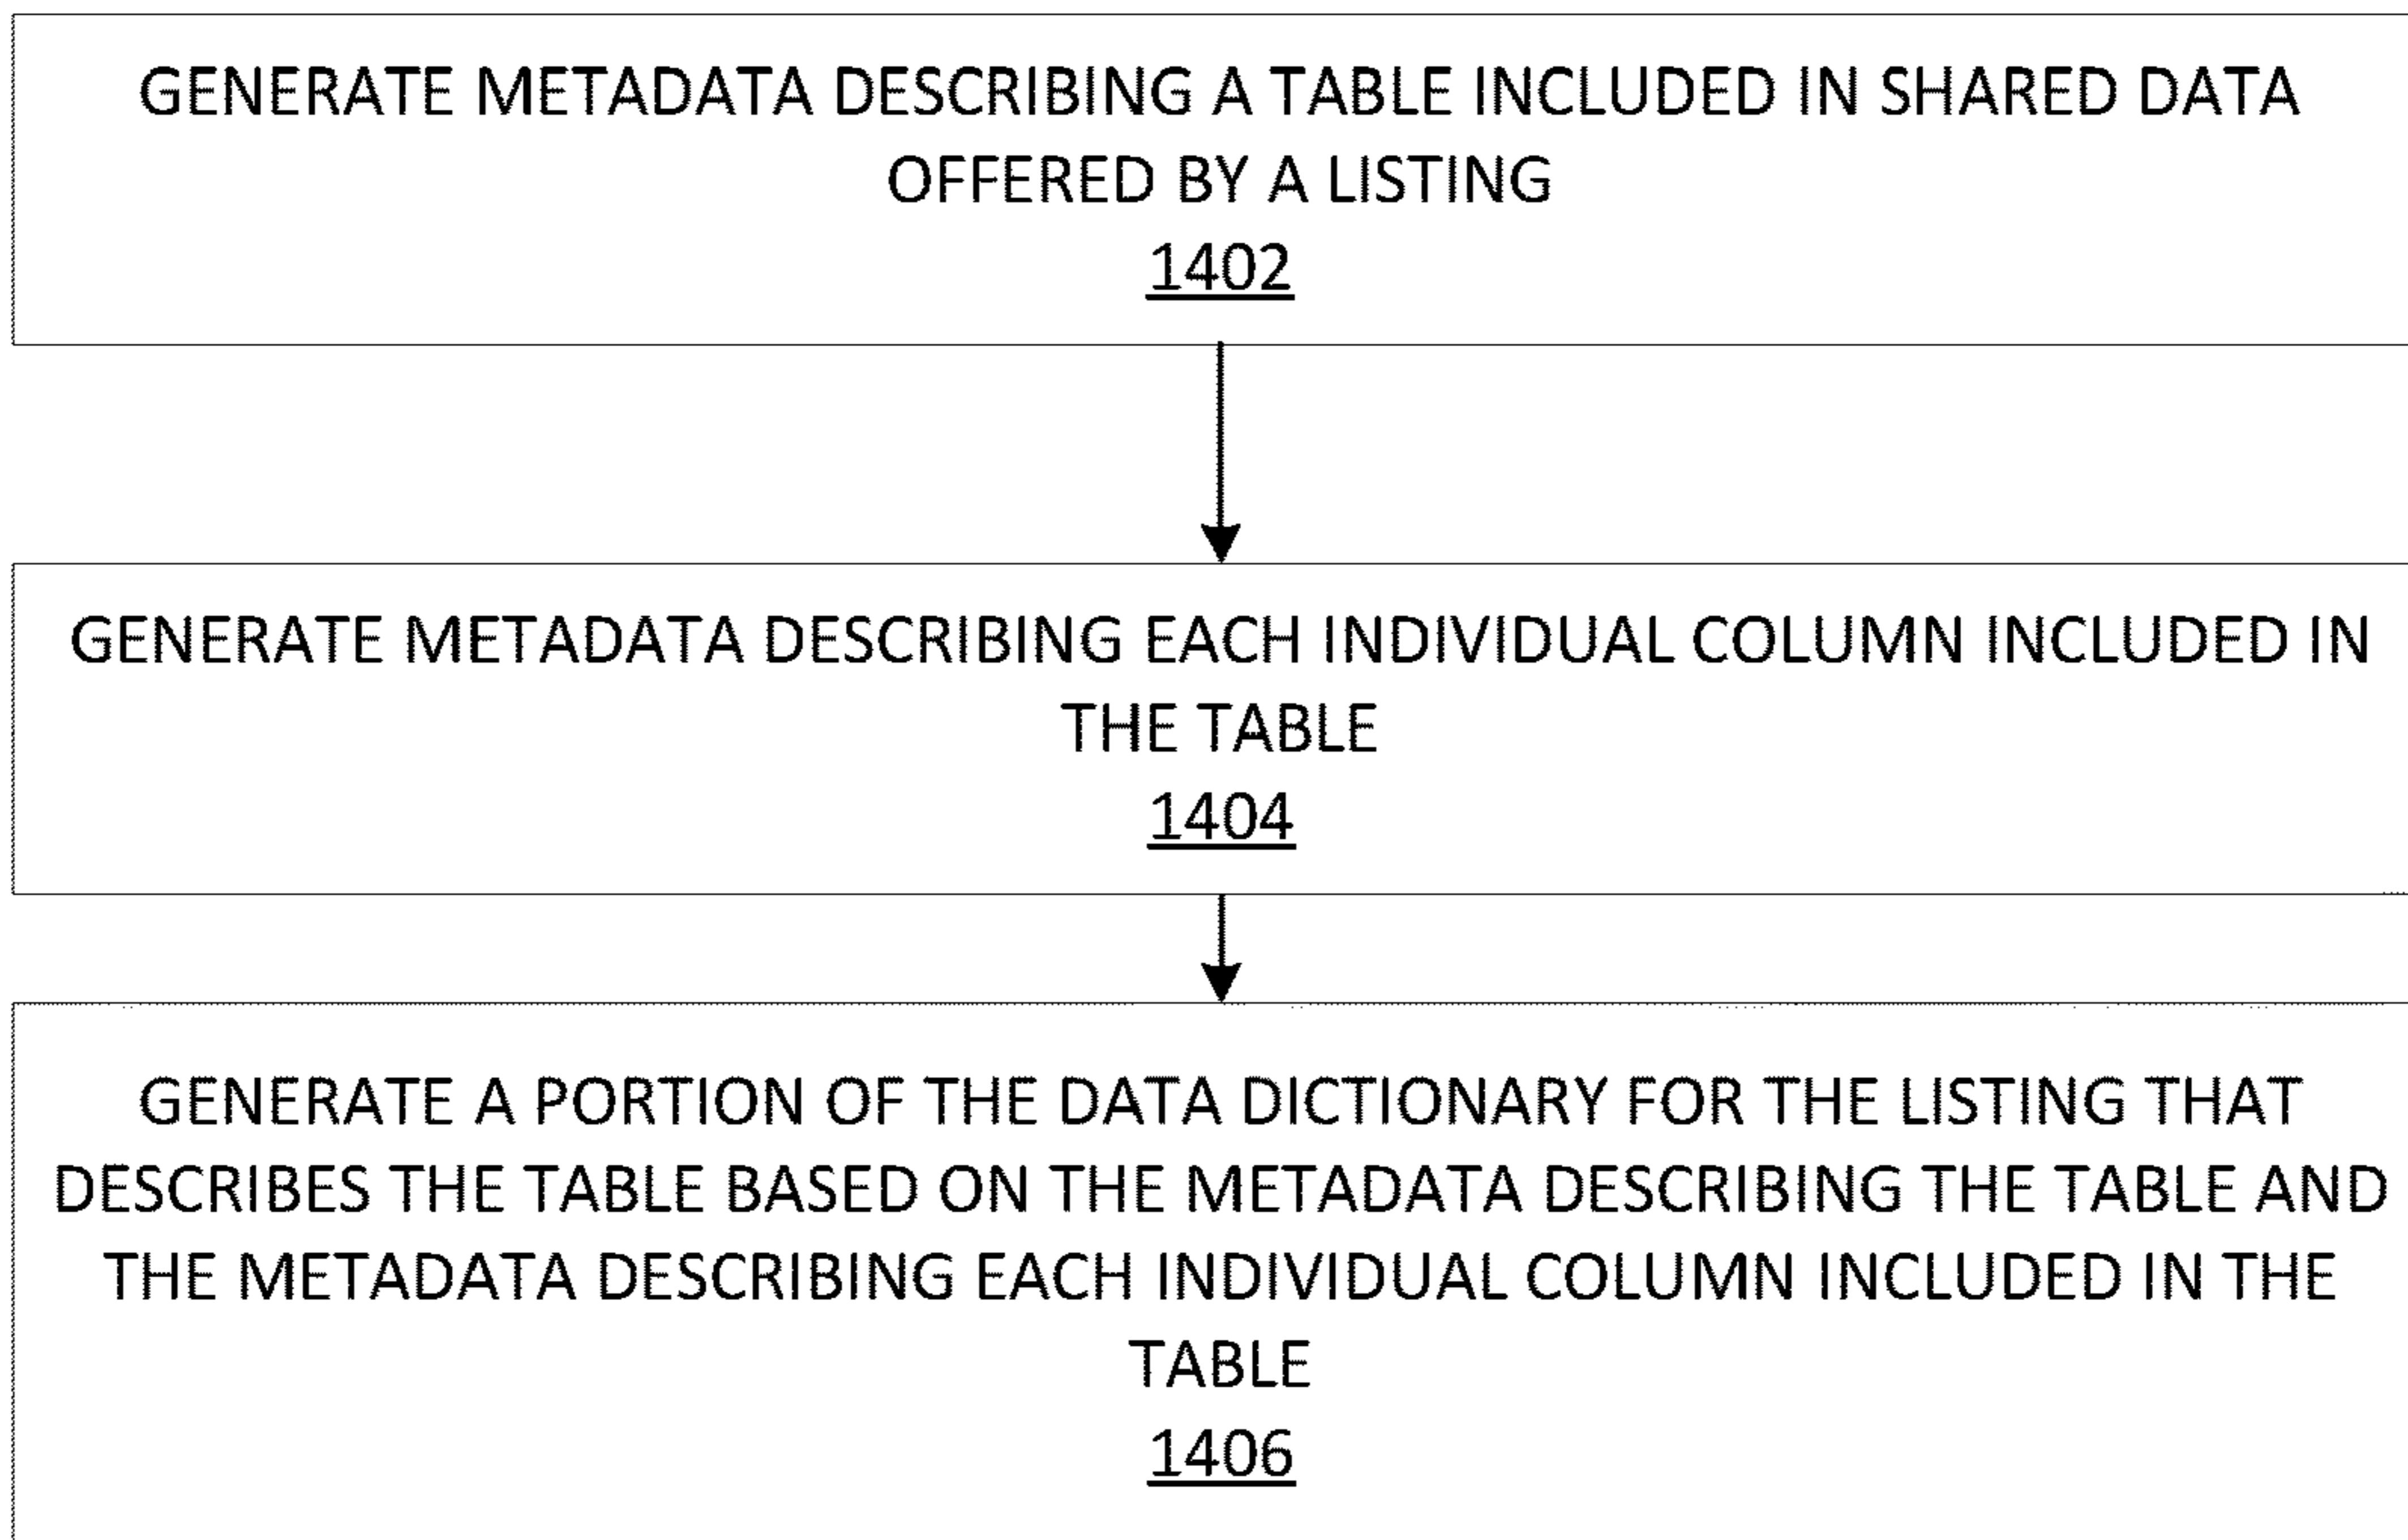 GENERATE METADATA DESCRIBING A TABLE INCLUDED IN SHARED DATA
OFFERED BY A LISTING
1402
GENERATE METADATA DESCRIBING EACH INDIVIDUAL COLUMN INCLUDED IN
THE TABLE
1404
GENERATE A PORTION OF THE DATA DICTIONARY FOR THE LISTING THAT
DESCRIBES THE TABLE BASED ON THE METADATA DESCRIBING THE TABLE AND
THE METADATA DESCRIBING EACH INDIVIDUAL COLUMN INCLUDED IN THE
TABLE
1406